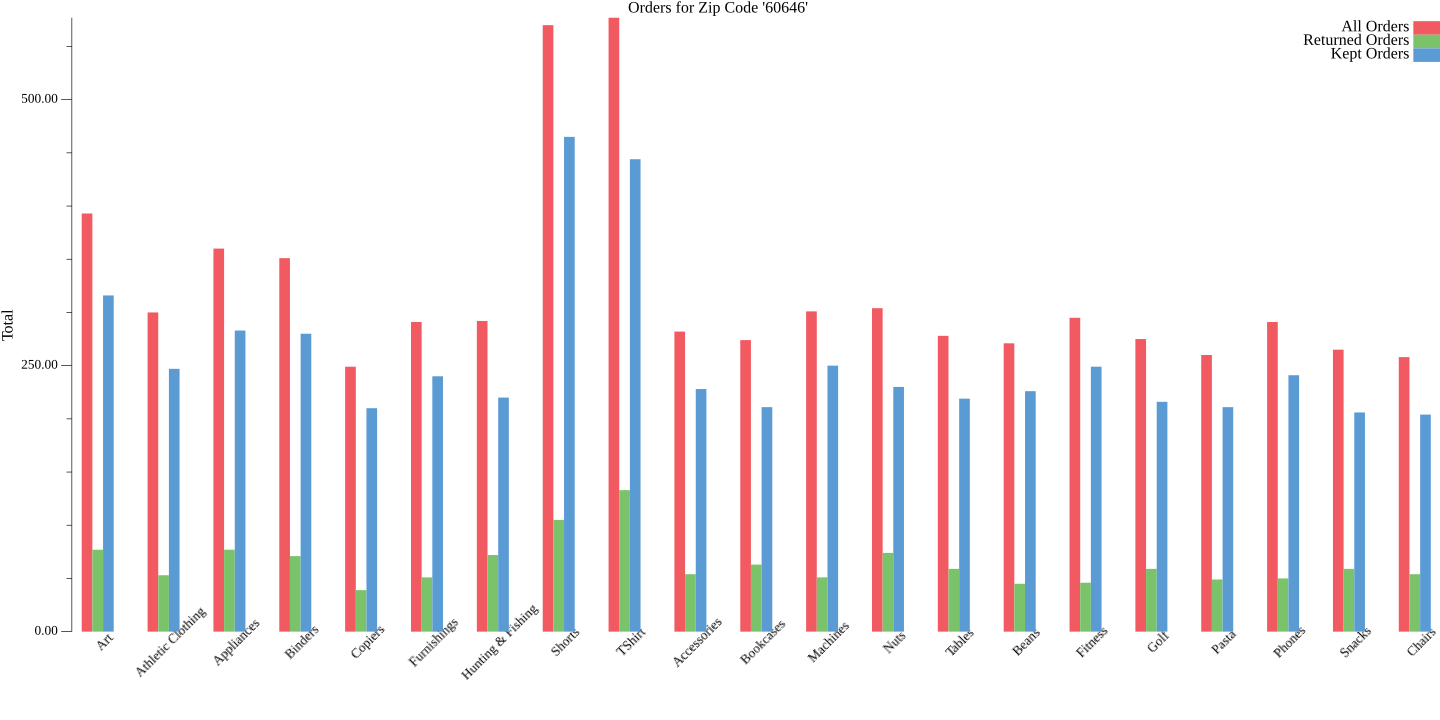 Orders for Zip Code '60646'
All Orders
Returned Orders
Kept Orders
Total
500.00
250.00
0.00
Art
Athletic Clothing
Appliances
Binders
Copiers
Furnishings
Hunting & Fishing
Shorts
TShirt
Accessories
Bookcases
Machines
Nuts
Tables
Beans
Fitness
Golf
Pasta
Phones
Snacks
Chairs